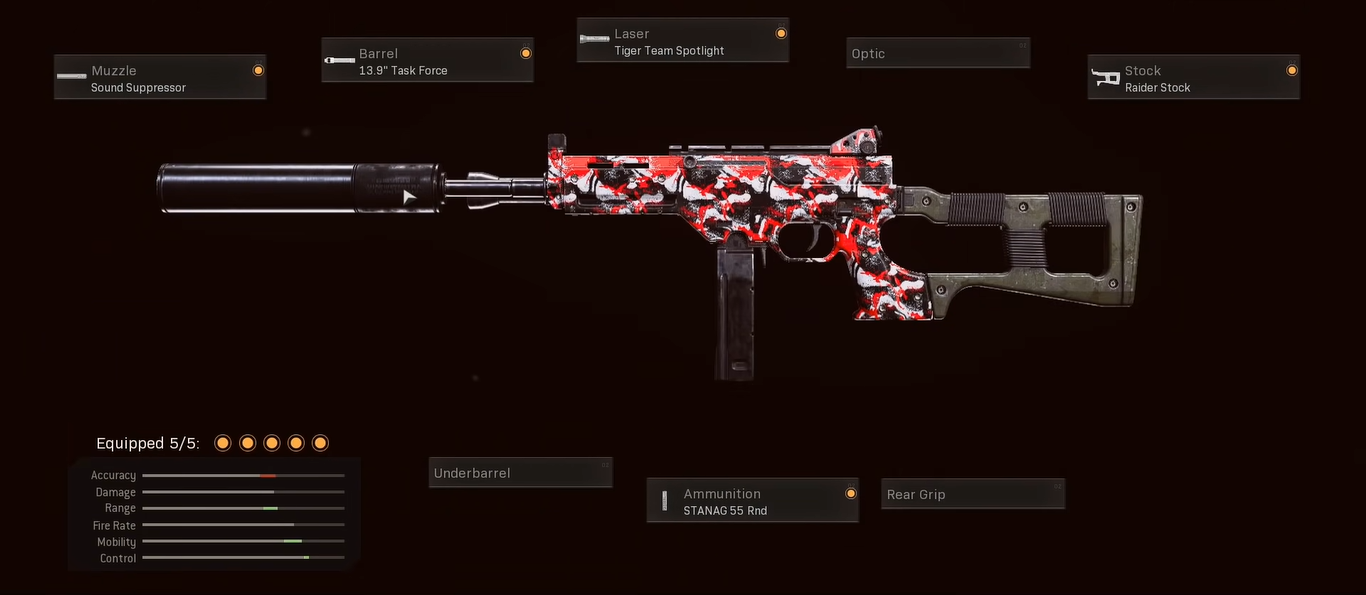 Laser
Tiger Team Spotlight
Barrel
13.9" Task Force
Optic
Muzzle
Sound Suppressor
Stock
Raider Stock
Equipped 5/5:
Accuracy
Damage
Range
Fire Rate
Mobility
Control
Underbarrel
Ammunition
STANAG 55 Rnd
Rear Grip